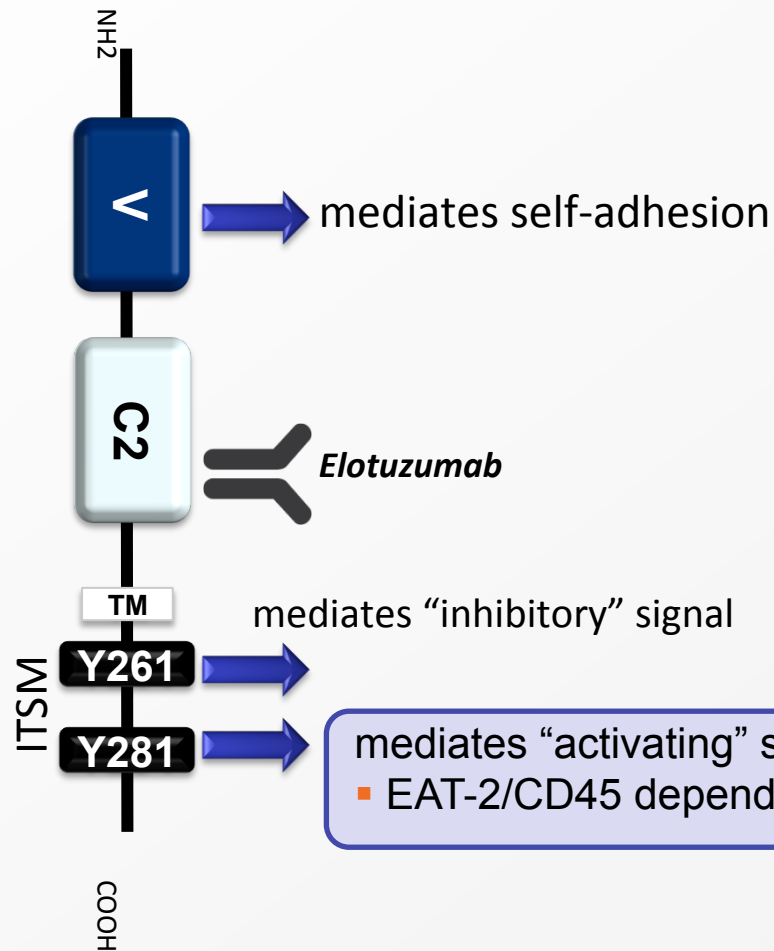 NH2
V
mediates self-adhesion
C2
Elotuzumab
TM
mediates “inhibitory” signal
ITSM
Y261
Y281
mediates “activating”
▪ EAT-2/CD45
COOH